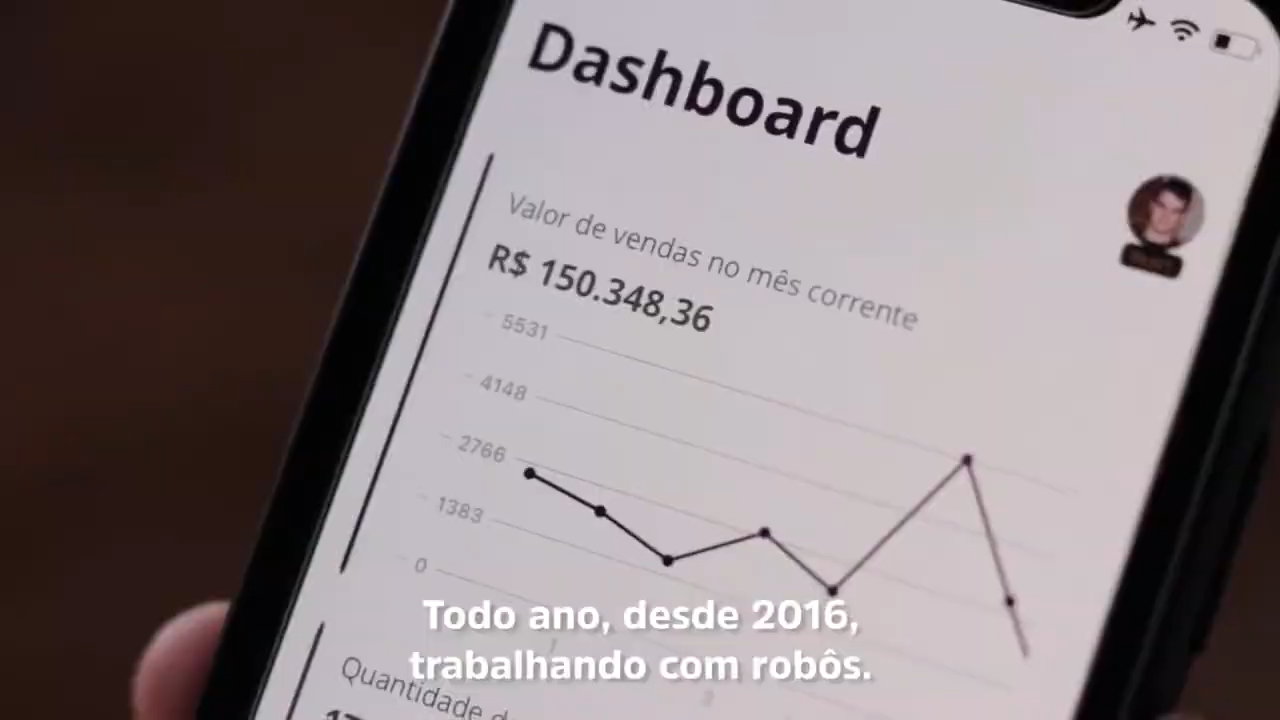 Dashboard
Valor de vendas no mês corrente
R$ 150.348,36
5531
4148
2766
1383
0
Todo ano, desde 2016,
trabalhando com robôs.
Quantidade d